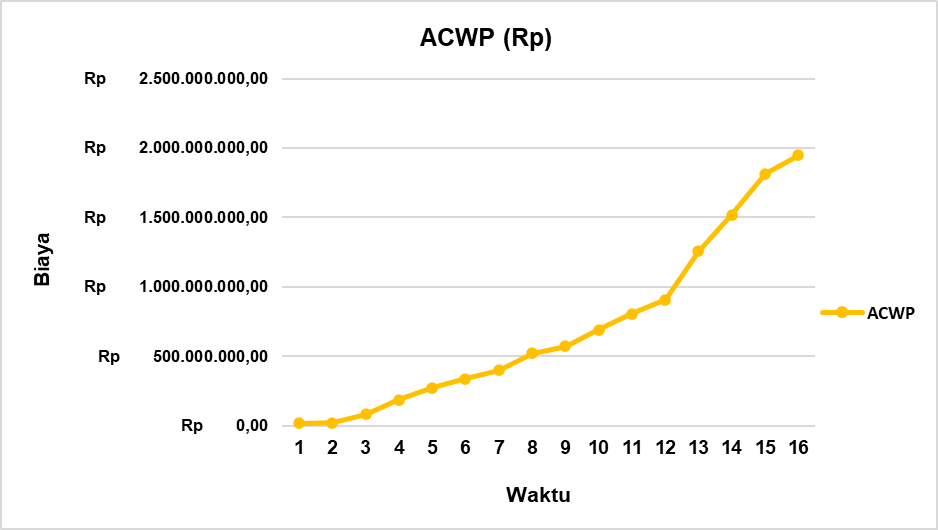 ACWP (Rp)
Rp 2.500.000.000,00
Rp 2.000.000.000,00
Rp 1.500.000.000,00
Rp 1.000.000.000,00
Rp 500.000.000,00
Rp 0,00
Biaya
1 2 3 4 5 6 7 8 9 10 11 12 13 14 15 16
Waktu
ACWP